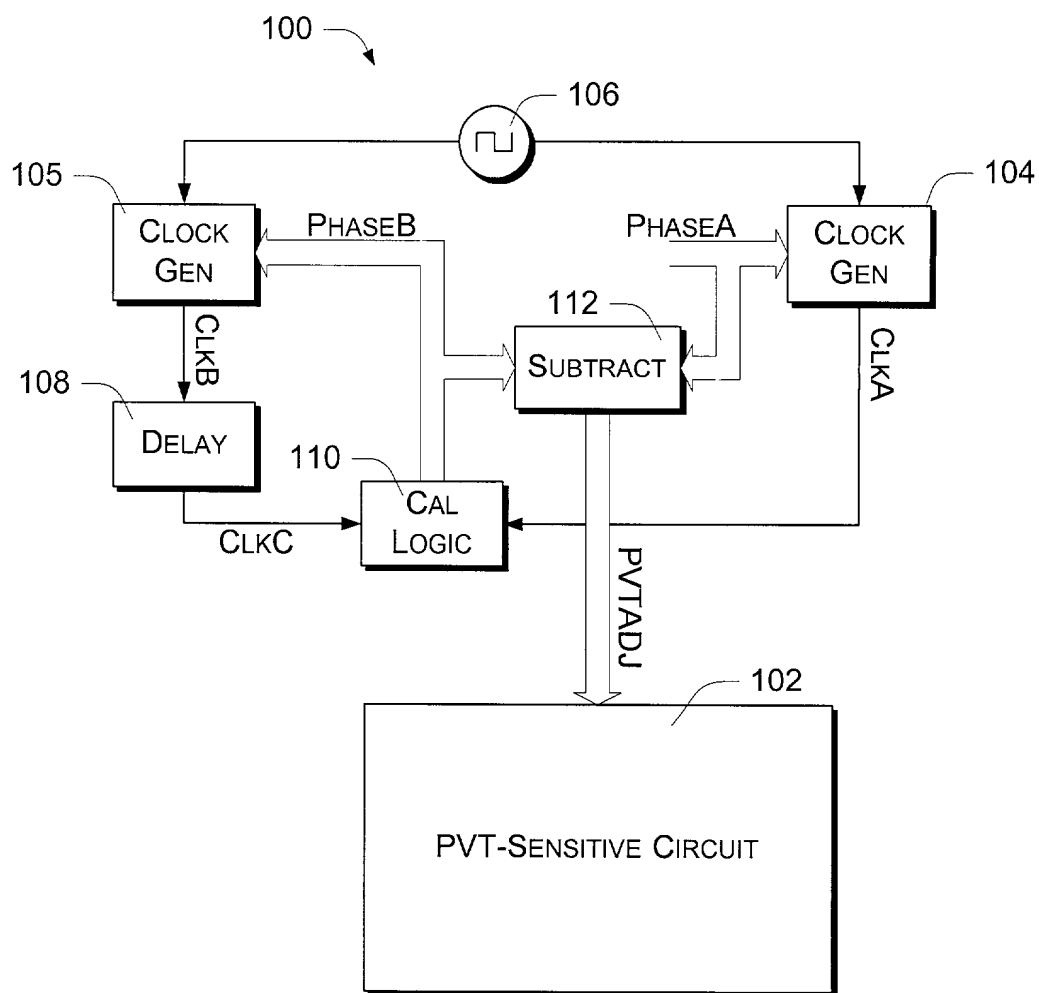 100
106
105
104
CLOCK
GEN
PHASEB
PHASEA
CLOCK
GEN
112
CLKB
SUBTRACT
CLKA
108
DELAY
110
CAL
LOGIC
CLKC
PVTADJ
102
PVT-SENSITIVE CIRCUIT